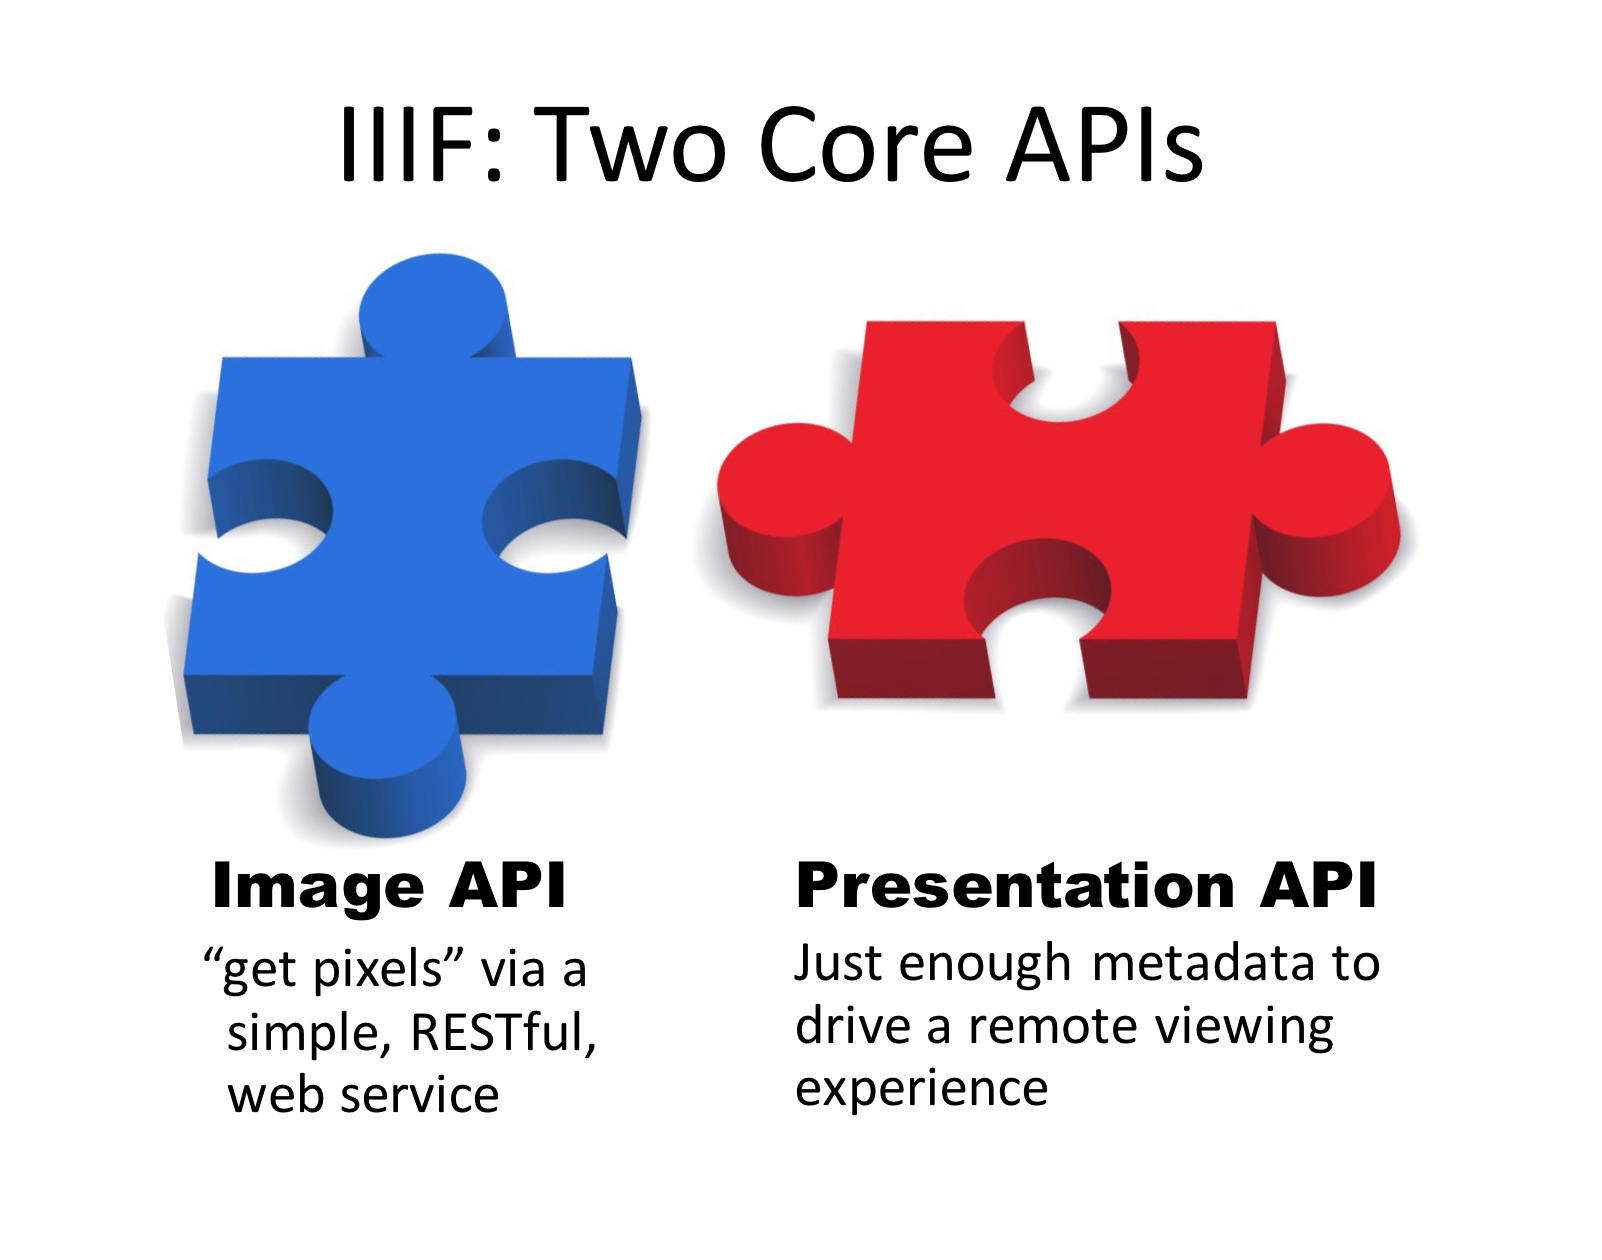 IIIF: Two Core APIs
Image API
“get pixels” via a
simple, RESTful,
web service
Presentation API
Just enough metadata to
drive a remote viewing
experience